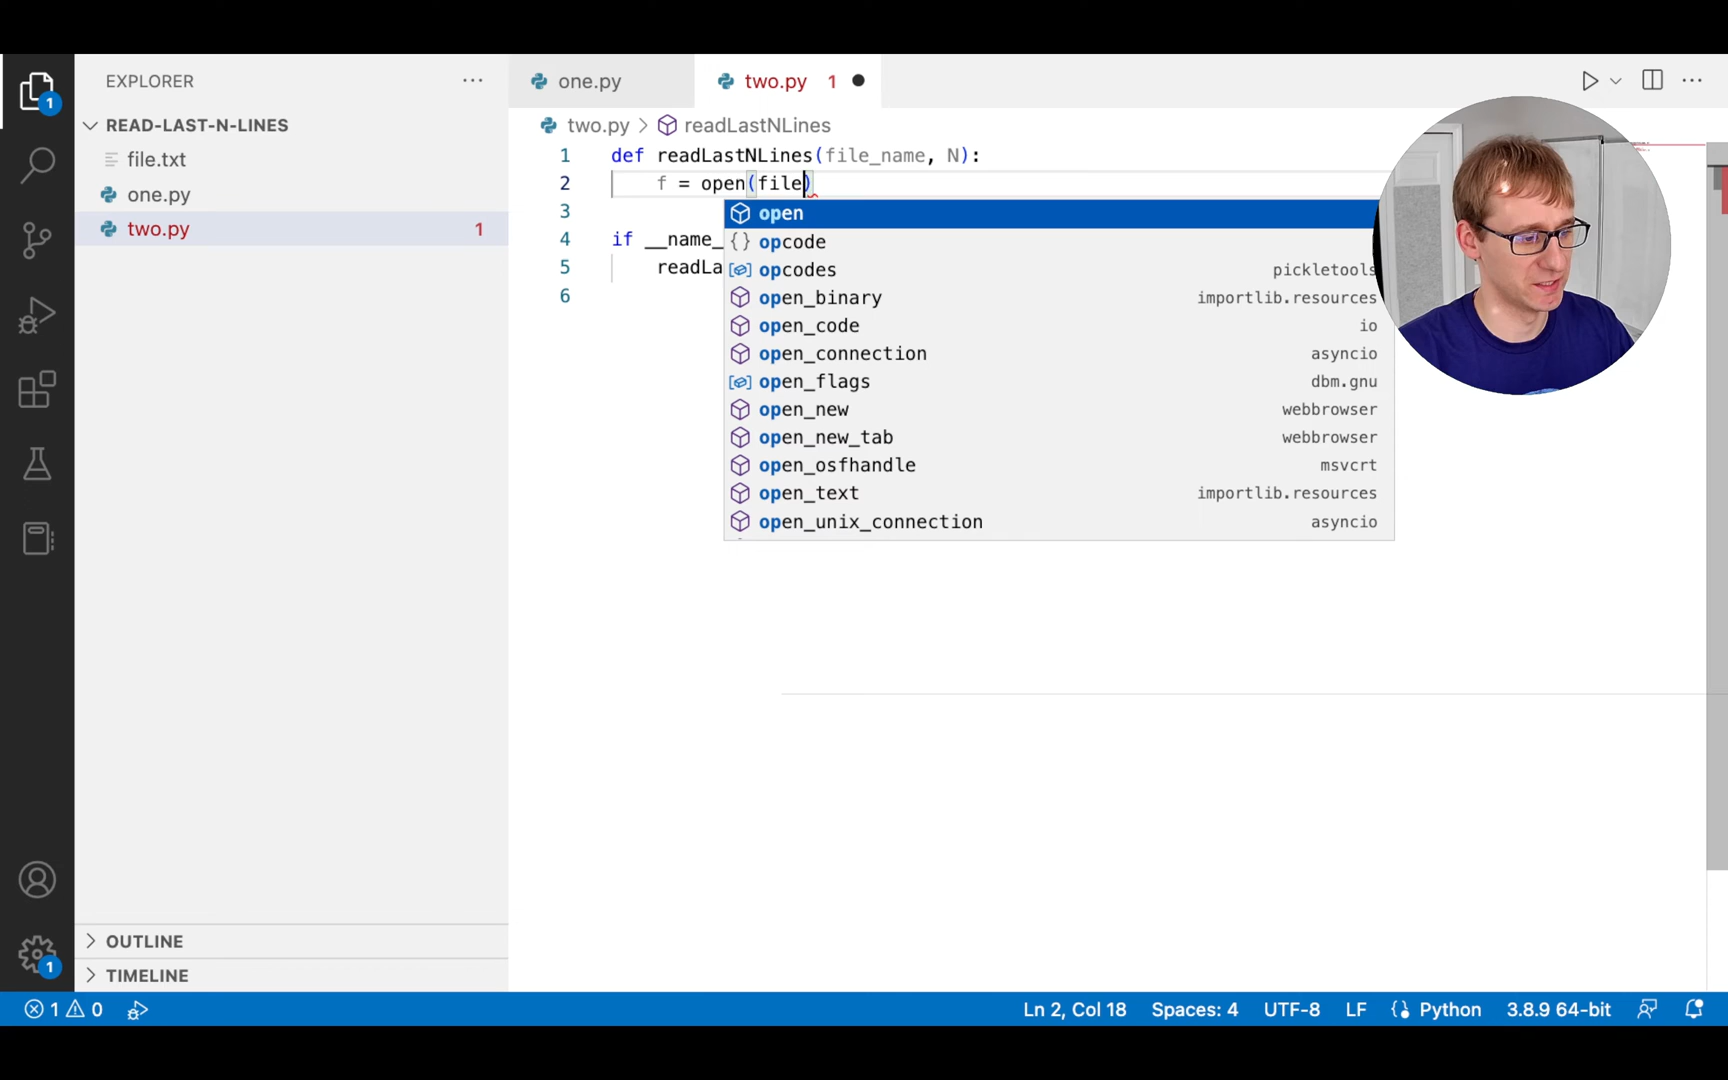 EXPLORER
READ-LAST-N-LINES
file.txt
one.py
two.py 1
OUTLINE
TIMELINE
1
1
one.py
two.py 1
two.py > readLastNLines
1 def readLastNLines(file_name, N):
2 f = open(file)
3
4 if __name_
5 readLa
6
open
opcode
opcodes pickletools
open_binary importlib.resources
open_code io
open_connection asyncio
open_flags dbm.gnu
open_new webbrowser
open_new_tab webbrowser
open_osfhandle msvcrt
open_text importlib.resources
open_unix_connection asyncio
1 0
Ln 2, Col 18 Spaces: 4 UTF-8 LF Python 3.8.9 64-bit